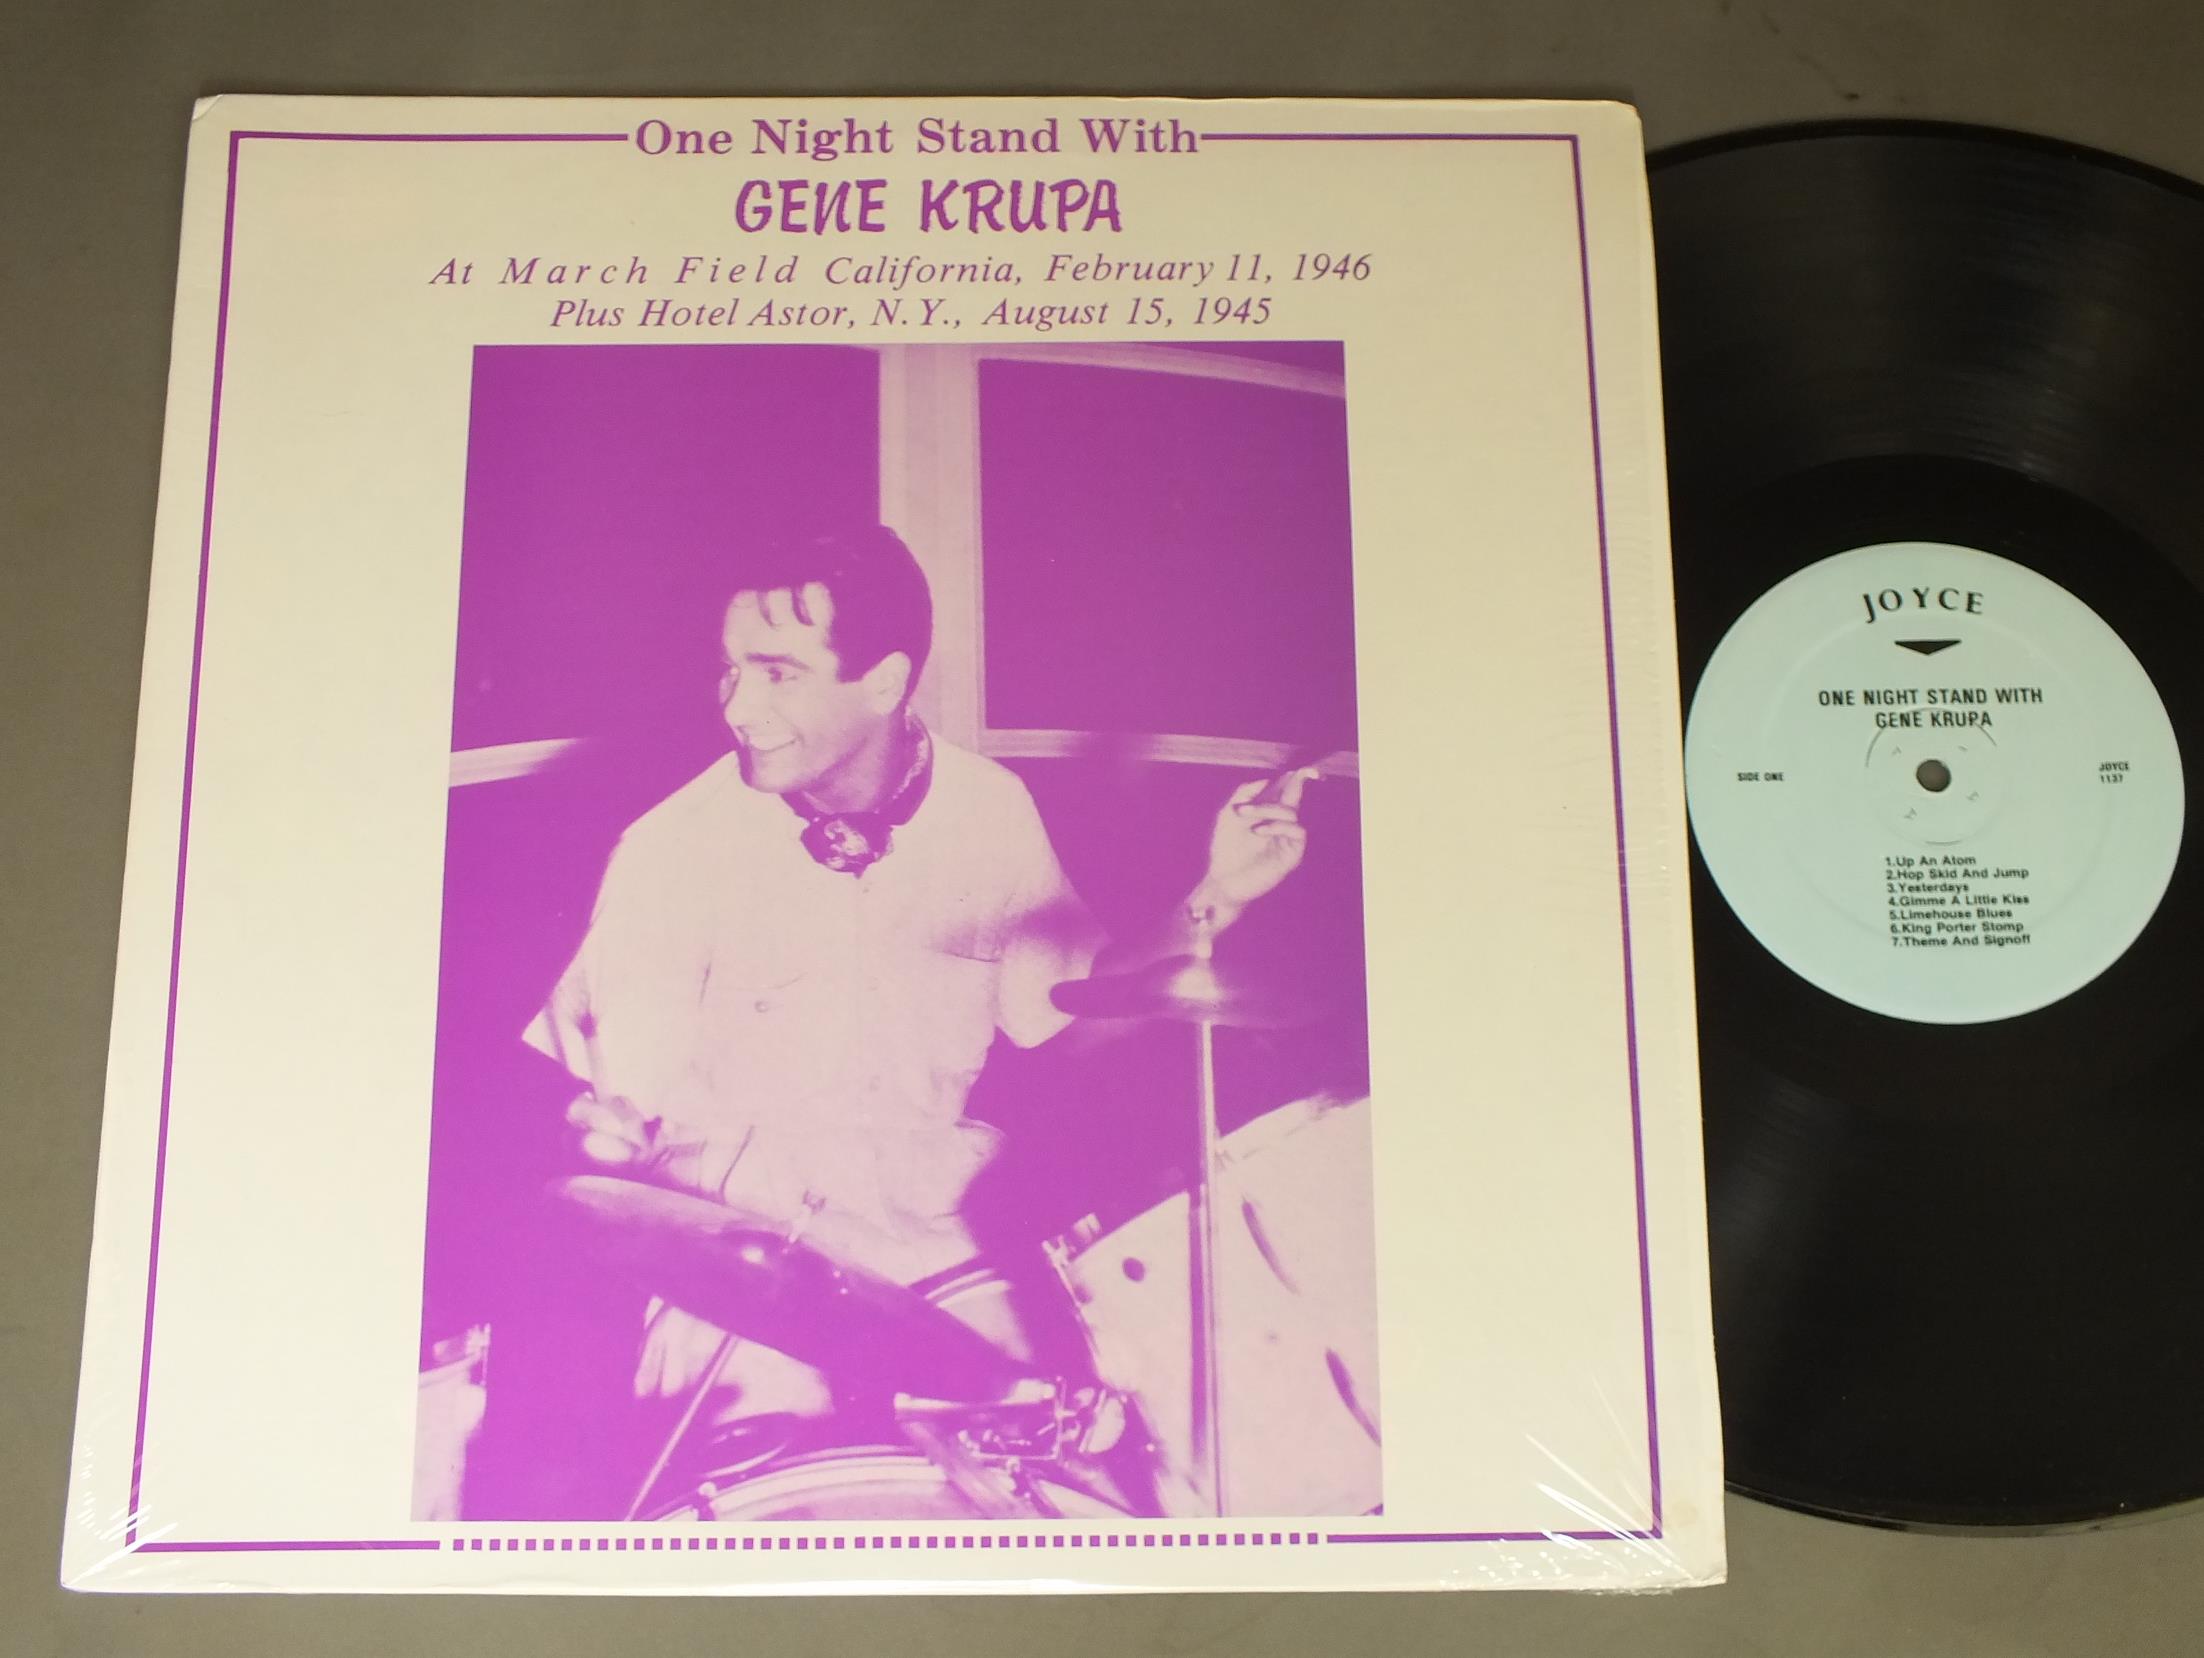 One Night Stand With
GENE KRUPA
At March Field California, February 11, 1946
Plus Hotel Astor, N.Y., August 15, 1945
JOYCE
ONE NIGHT STAND WITH
GENE KRUPA
SIDE ONE
JOYCE
1137
1.Up An Atom
2.Hop Skid And Jump
3.Yesterdays
4.Gimme A Little Kiss
5.Limehouse Blues
6.King Porter Stomp
7.Theme And Signoff